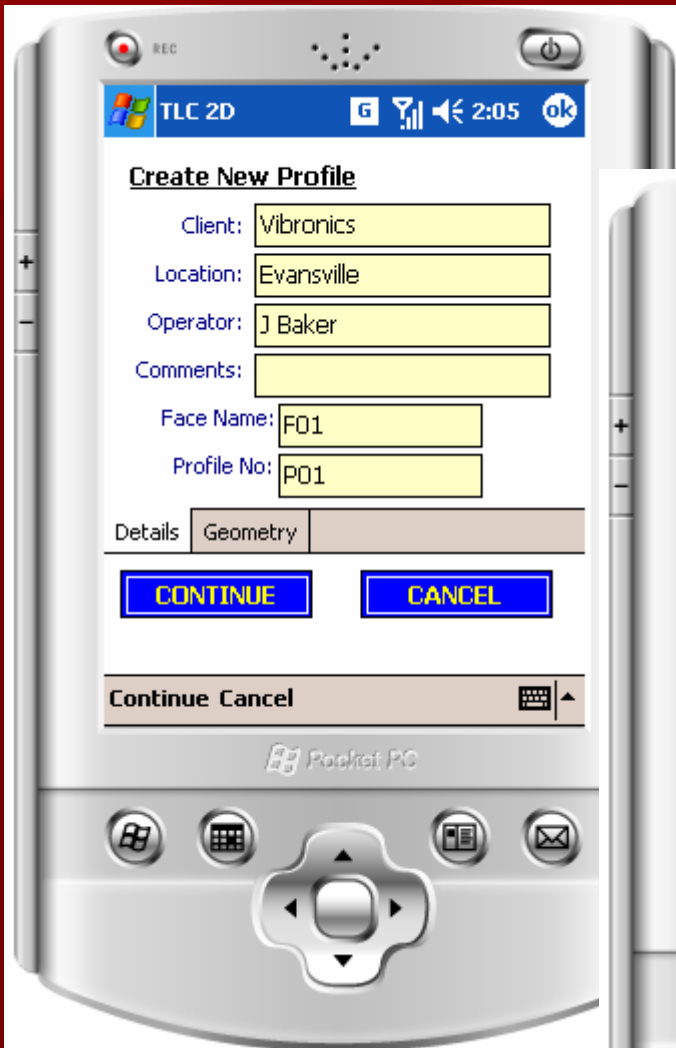 REC
TLC 2D G 2:05 ok
Create New Profile
Client: Vibronics
Location: Evansville
Operator: J Baker
Comments:
Face Name: F01
Profile No: P01
Details Geometry
CONTINUE CANCEL
Continue Cancel
Pocket PC
+
−
+
−